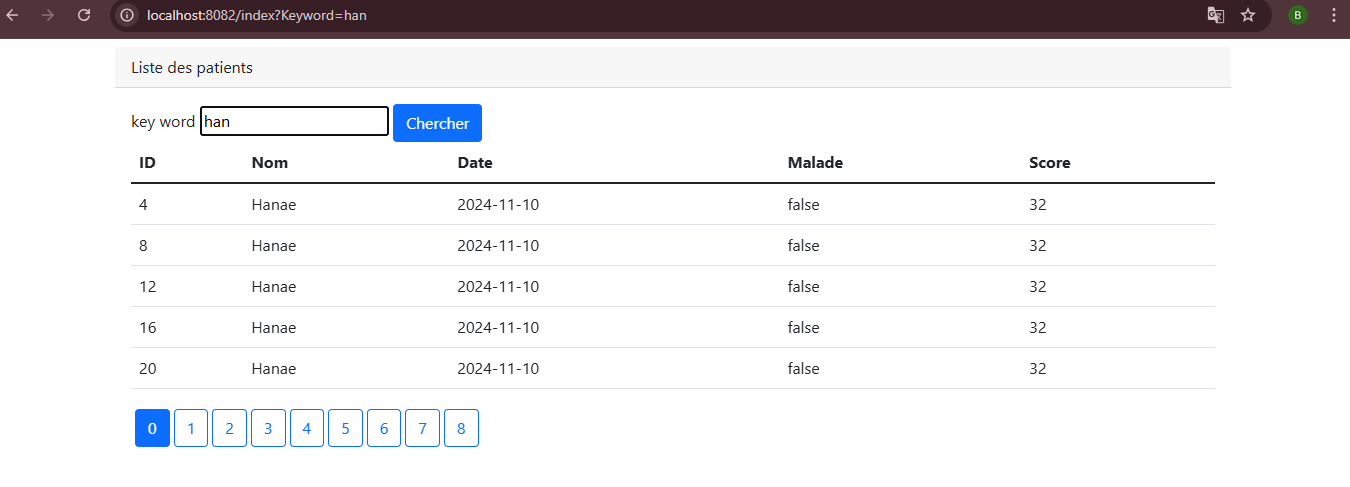 localhost:8082/index?Keyword=han
B
Liste des patients
key word han Chercher
ID Nom Date Malade Score
4 Hanae 2024-11-10 false 32
8 Hanae 2024-11-10 false 32
12 Hanae 2024-11-10 false 32
16 Hanae 2024-11-10 false 32
20 Hanae 2024-11-10 false 32
0 1 2 3 4 5 6 7 8